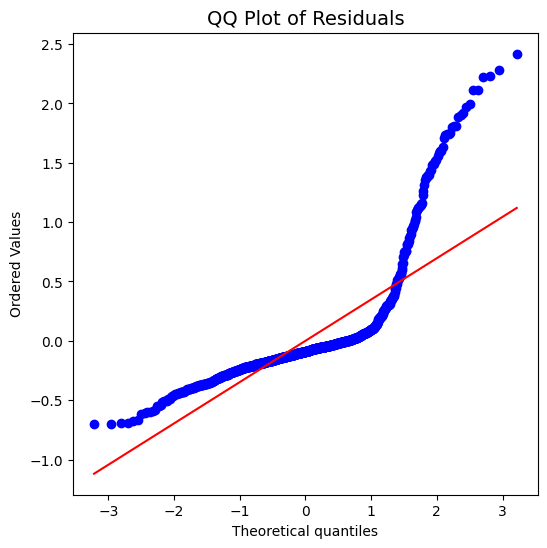 QQ Plot of Residuals
2.5
2.0
1.5
1.0
0.5
0.0
−0.5
−1.0
Ordered Values
−3 −2 −1 0 1 2 3
Theoretical quantiles